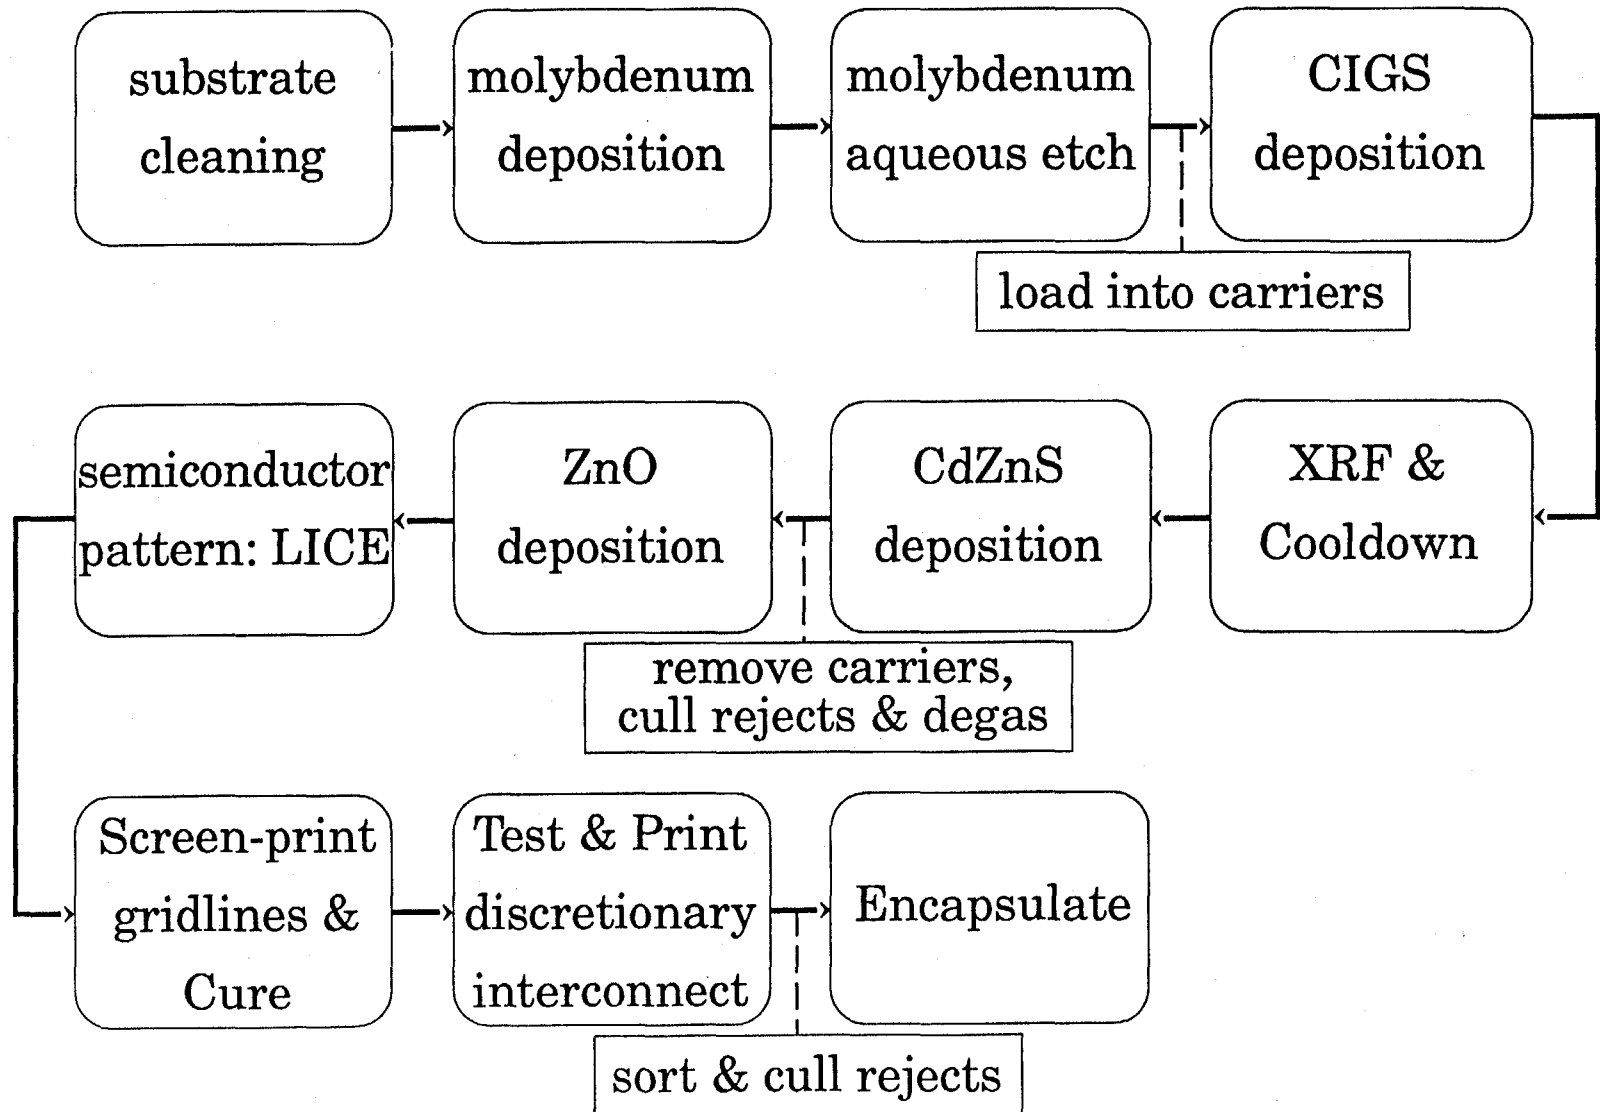 substrate
cleaning
molybdenum
deposition
molybdenum
aqueous etch
CIGS
deposition
load into carriers
XRF &
Cooldown
CdZnS
deposition
remove carriers,
cull rejects & degas
ZnO
deposition
semiconductor
pattern: LICE
Screen-print
gridlines &
Cure
Test & Print
discretionary
interconnect
sort & cull rejects
Encapsulate